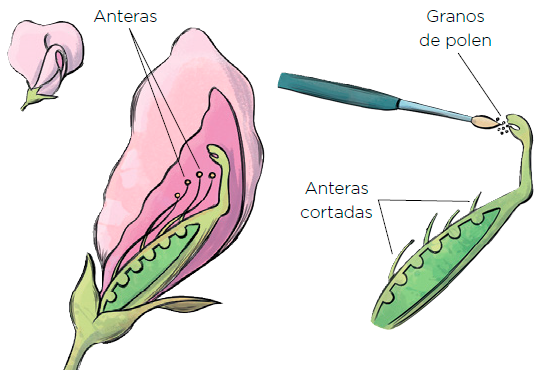 Anteras
Granos
de polen
Anteras
cortadas